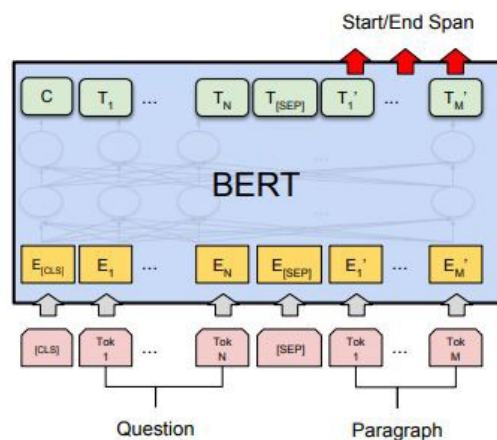 Start/End Span
C T1 ... TN T[SEP] T1' ... TM'
...
BERT
...
E[CLS] E1 ... EN E[SEP] E1' ... EM'
[CLS] Tok 1 ... Tok N [SEP] Tok 1 ... Tok M
Question Paragraph